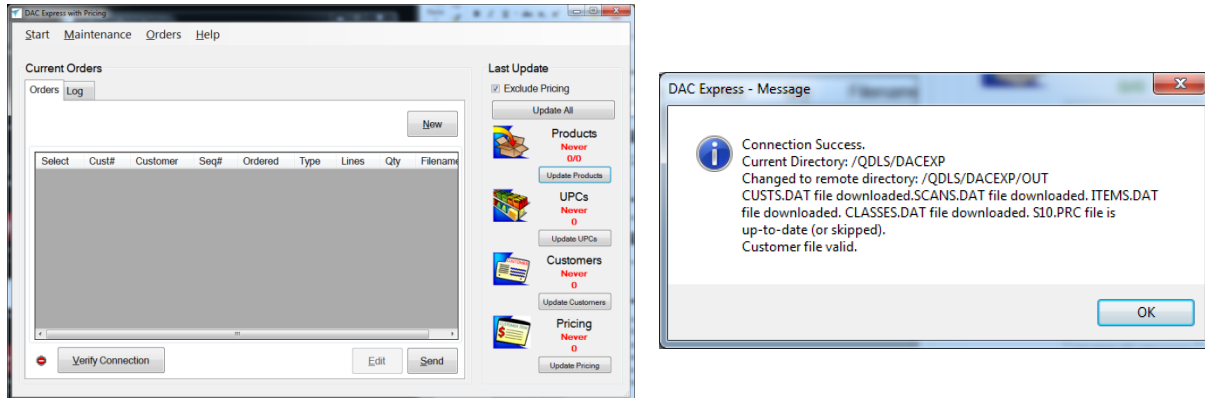 DAC Express with Pricing
Start Maintenance Orders Help
Current Orders
Orders Log
New
Select Cust# Customer Seq# Ordered Type Lines Qty Filename
Verify Connection
Edit
Send
Last Update
Exclude Pricing
Update All
Products
Never
0/0
Update Products
UPCs
Never
0
Update UPCs
Customers
Never
0
Update Customers
Pricing
Never
0
Update Pricing
DAC Express - Message
Connection Success.
Current Directory: /QDLS/DACEXP
Changed to remote directory: /QDLS/DACEXP/OUT
CUSTS.DAT file downloaded.SCANS.DAT file downloaded. ITEMS.DAT
file downloaded. CLASSES.DAT file downloaded. S10.PRC file is
up-to-date (or skipped).
Customer file valid.
OK